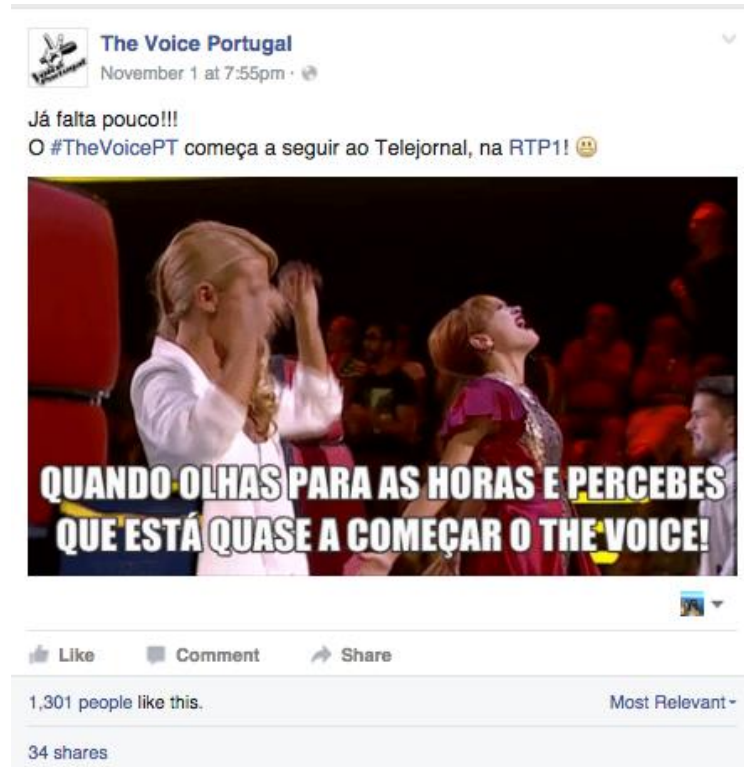 The Voice Portugal
November 1 at 7:55pm ·
Já falta pouco!!!
O #TheVoicePT começa a seguir ao Telejornal, na RTP1!
QUANDO OLHAS PARA AS HORAS E PERCEBES
QUE ESTÁ QUASE A COMEÇAR O THE VOICE!
Like Comment Share
1,301 people like this. Most Relevant
34 shares